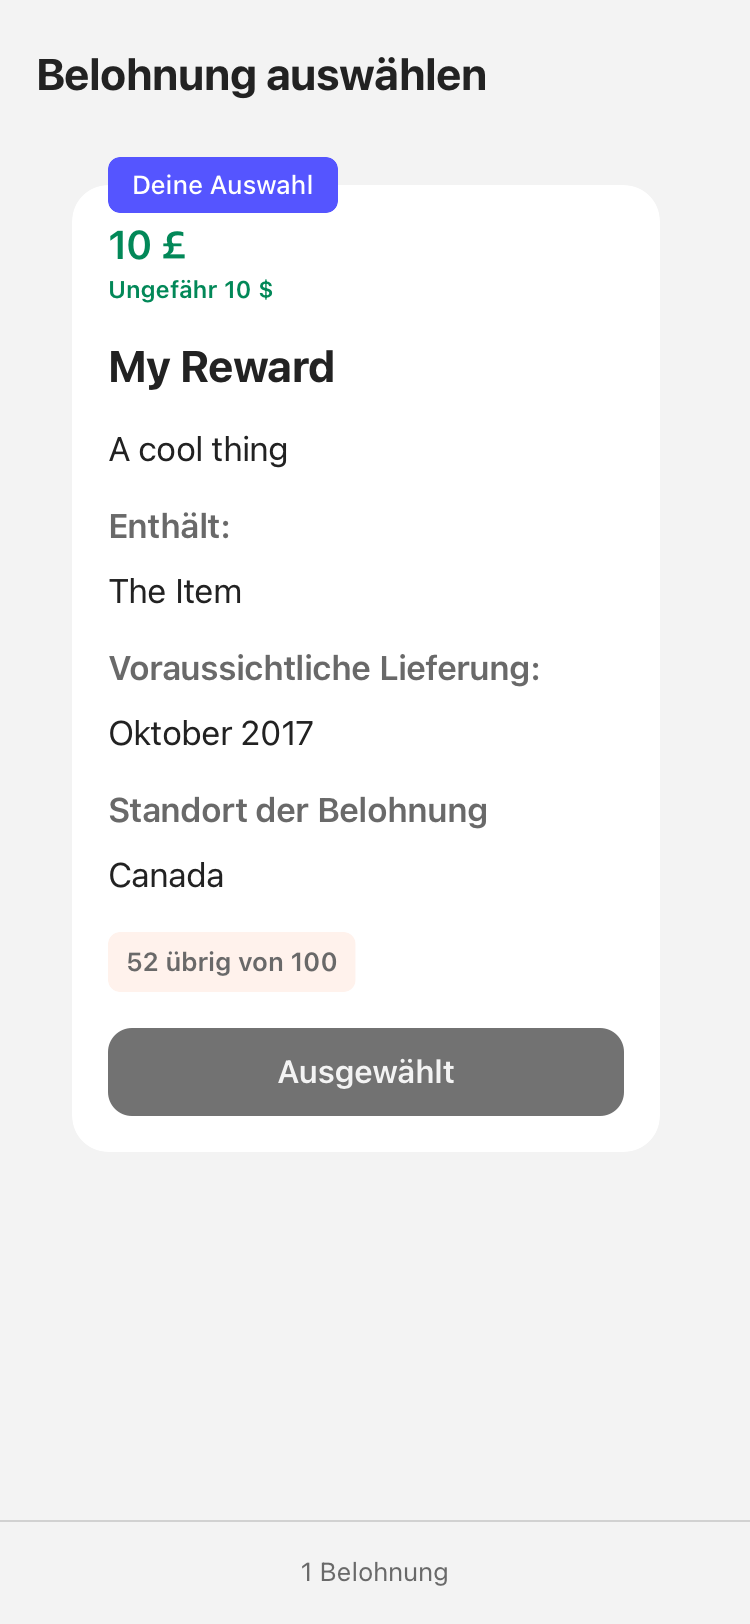 Belohnung auswählen
Deine Auswahl
10 £
Ungefähr 10 $
My Reward
A cool thing
Enthält:
The Item
Voraussichtliche Lieferung:
Oktober 2017
Standort der Belohnung
Canada
52 übrig von 100
Ausgewählt
1 Belohnung